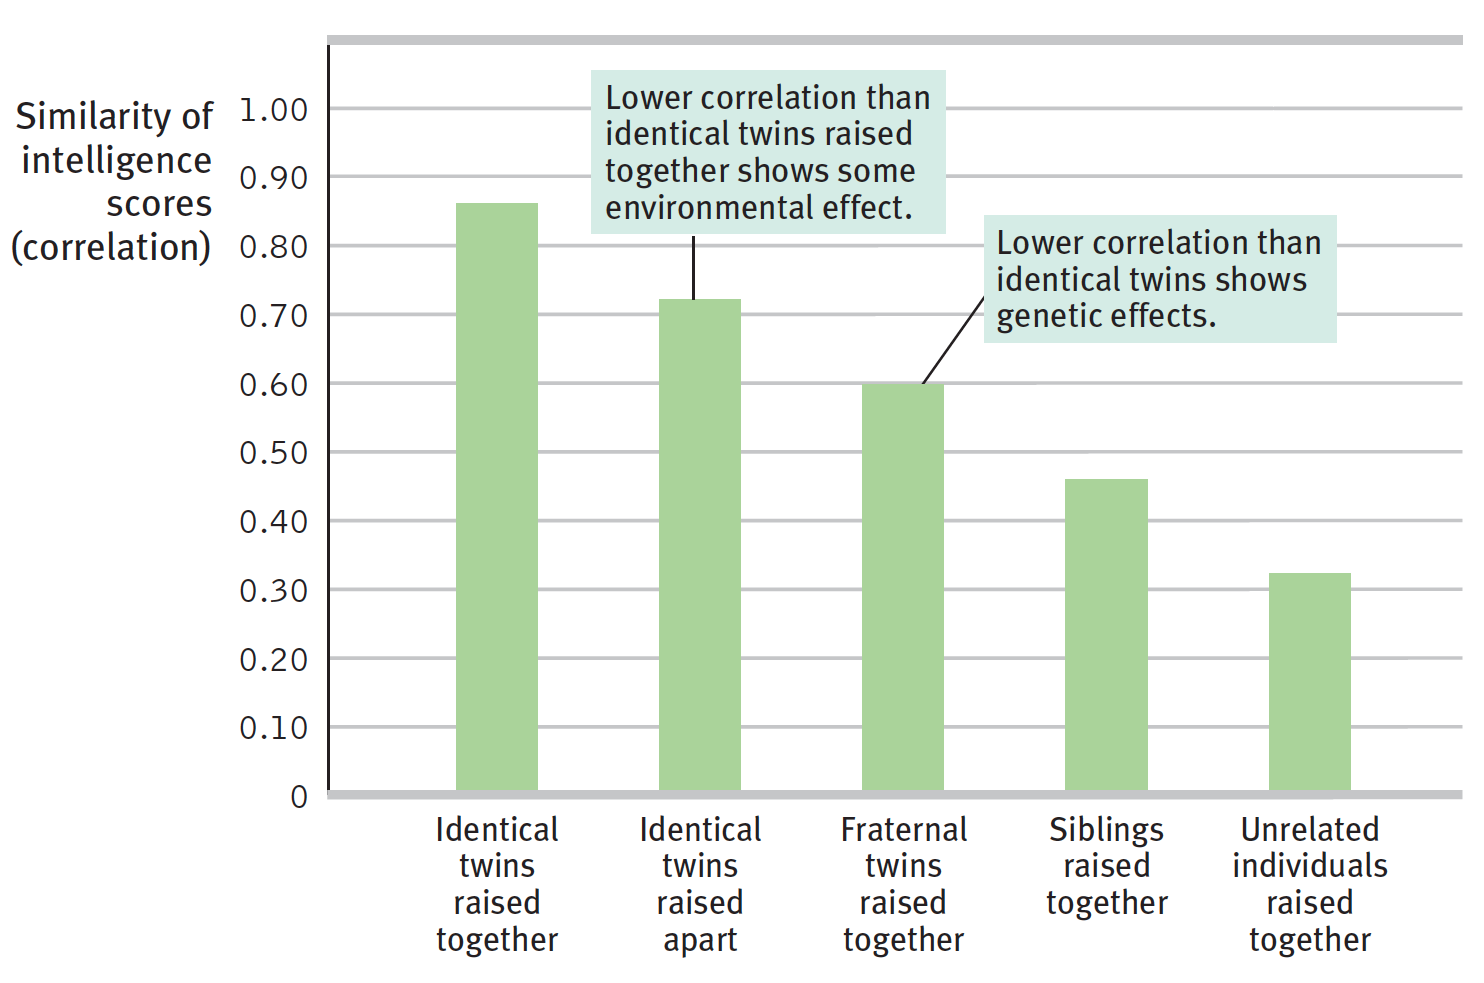 Similarity of
intelligence
scores
(correlation)
1.00
0.90
0.80
0.70
0.60
0.50
0.40
0.30
0.20
0.10
0
Lower correlation than
identical twins raised
together shows some
environmental effect.
Lower correlation than
identical twins shows
genetic effects.
Identical
twins
raised
together
Identical
twins
raised
apart
Fraternal
twins
raised
together
Siblings
raised
together
Unrelated
individuals
raised
together